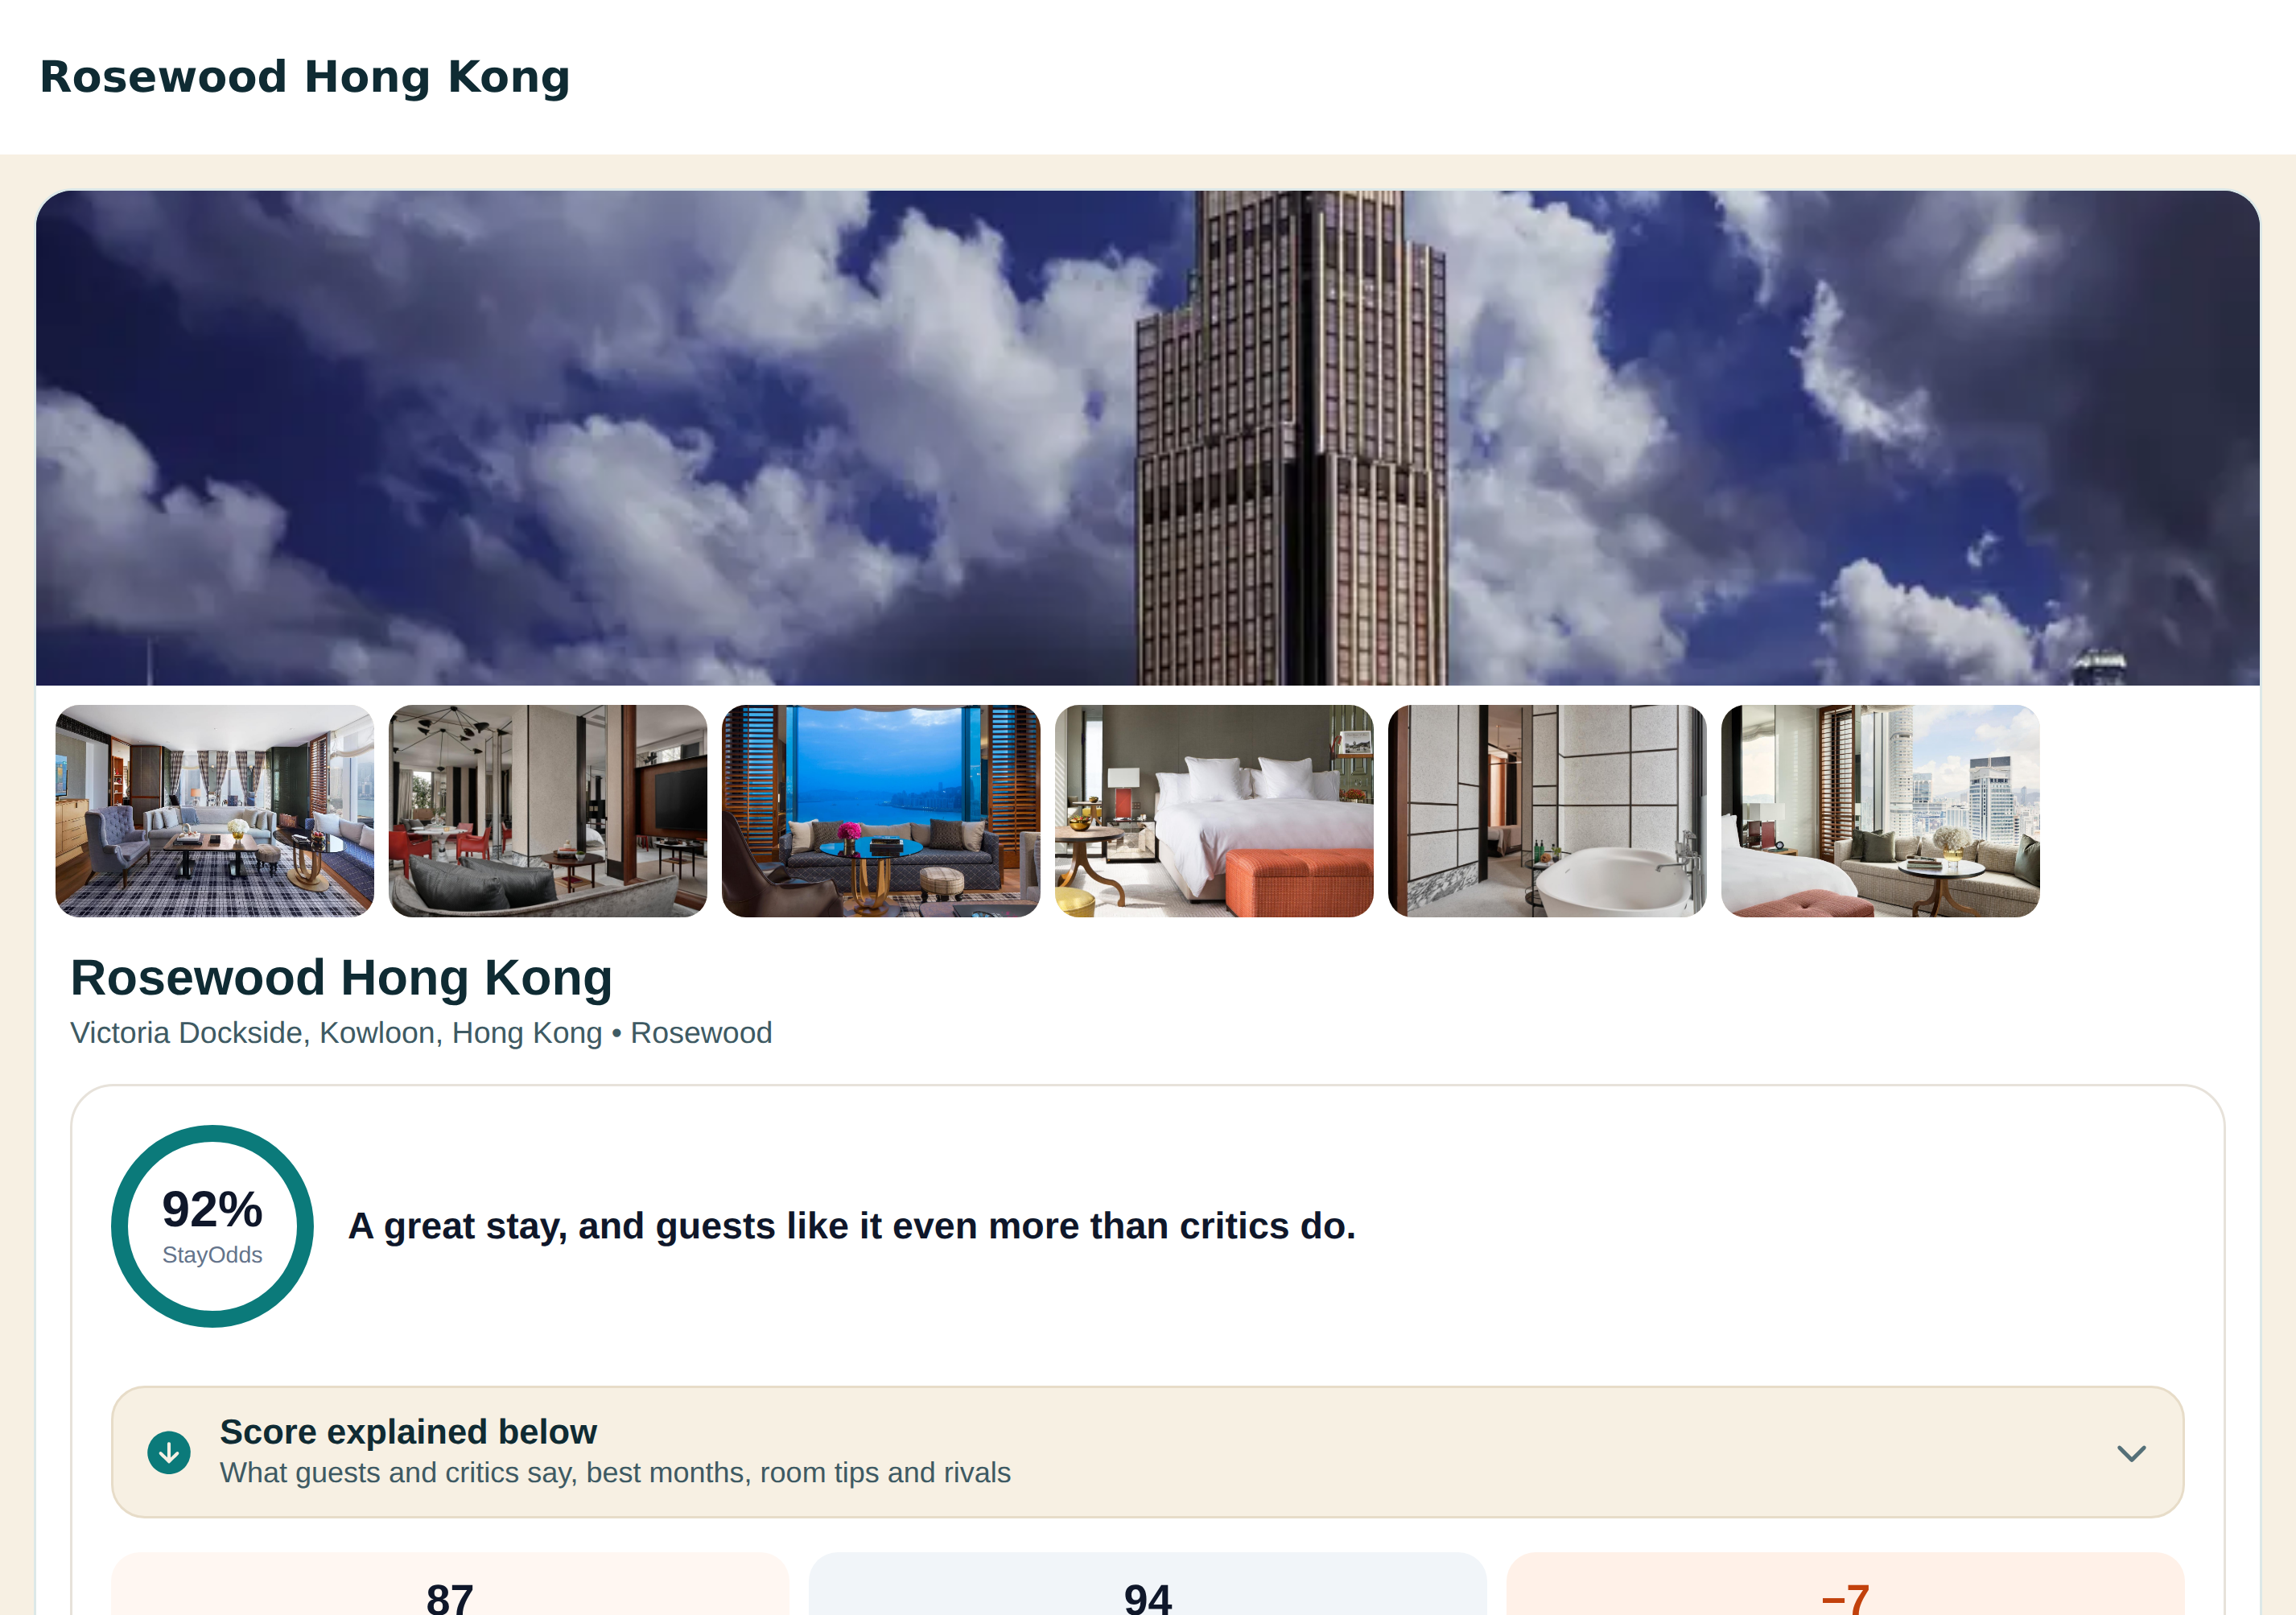 Rosewood Hong Kong
Rosewood Hong Kong
Victoria Dockside, Kowloon, Hong Kong • Rosewood
92%
StayOdds
A great stay, and guests like it even more than critics do.
Score explained below
What guests and critics say, best months, room tips and rivals
87
94
−7